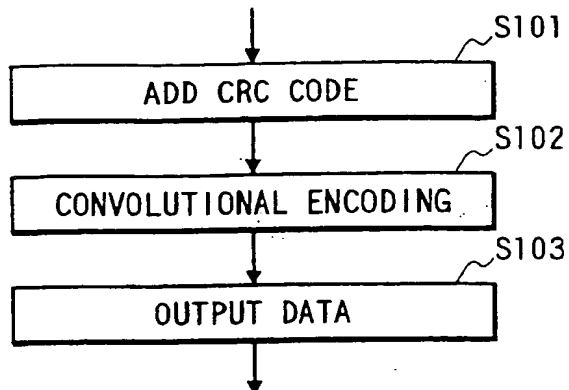 S101
ADD CRC CODE
S102
CONVOLUTIONAL ENCODING
S103
OUTPUT DATA